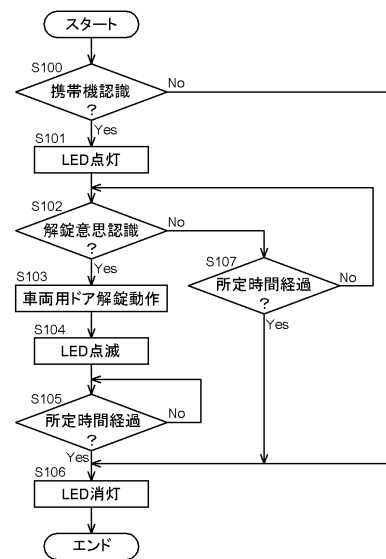 スタート
S100
携帯機認識
?
No
Yes
S101
LED点灯
S102
解錠意思認識
?
No
Yes
S107
所定時間経過
?
No
Yes
S103
車両用ドア解錠動作
S104
LED点滅
S105
所定時間経過
?
No
Yes
S106
LED消灯
エンド